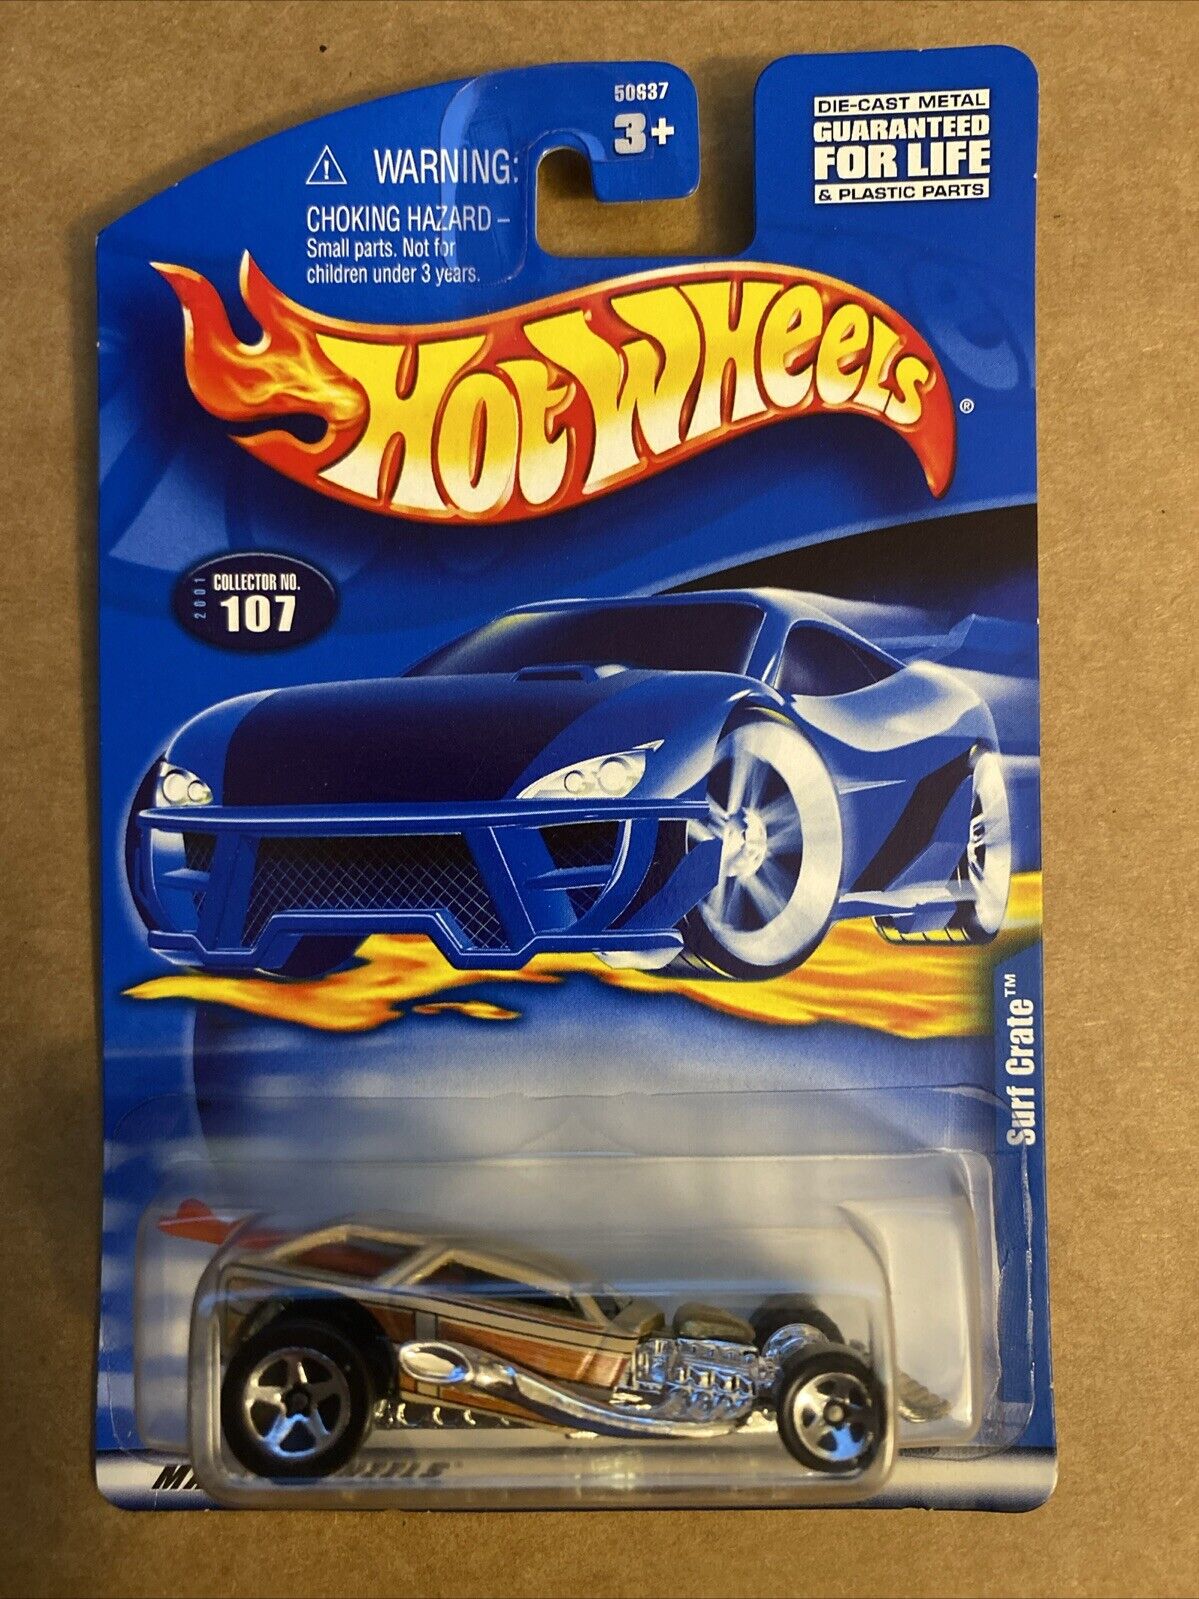 50637
3+
WARNING:
CHOKING HAZARD –
Small parts. Not for
children under 3 years.
DIE-CAST METAL
GUARANTEED
FOR LIFE
& PLASTIC PARTS
HOT WHEELS®
2001
COLLECTOR NO.
107
Surf Crate™